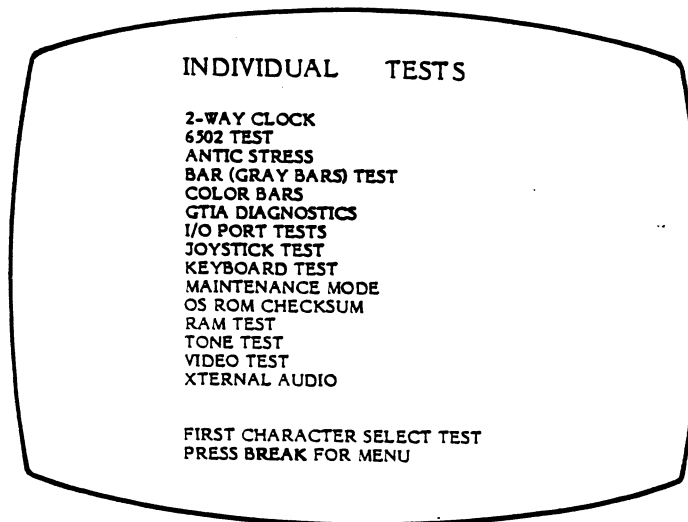 INDIVIDUAL TESTS
2-WAY CLOCK
6502 TEST
ANTIC STRESS
BAR (GRAY BARS) TEST
COLOR BARS
GTIA DIAGNOSTICS
I/O PORT TESTS
JOYSTICK TEST
KEYBOARD TEST
MAINTENANCE MODE
OS ROM CHECKSUM
RAM TEST
TONE TEST
VIDEO TEST
XTERNAL AUDIO
FIRST CHARACTER SELECT TEST
PRESS BREAK FOR MENU